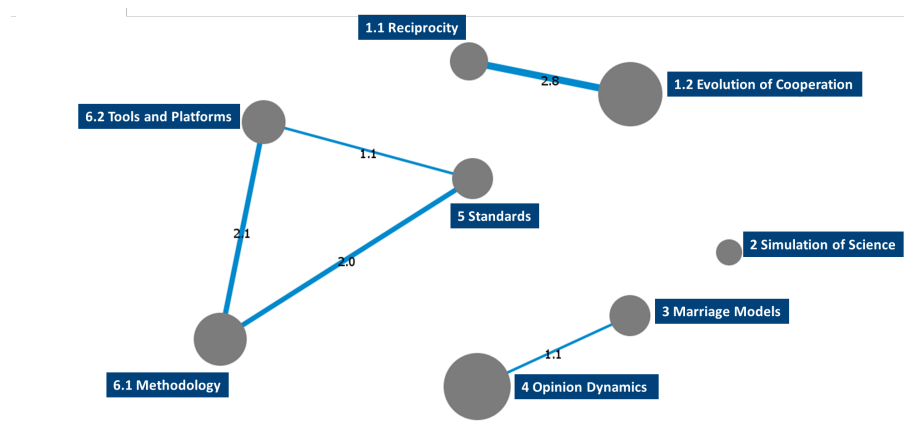 1.1 Reciprocity
2.8
1.2 Evolution of Cooperation
6.2 Tools and Platforms
1.1
5 Standards
2.1
2.0
2 Simulation of Science
3 Marriage Models
1.1
6.1 Methodology
4 Opinion Dynamics